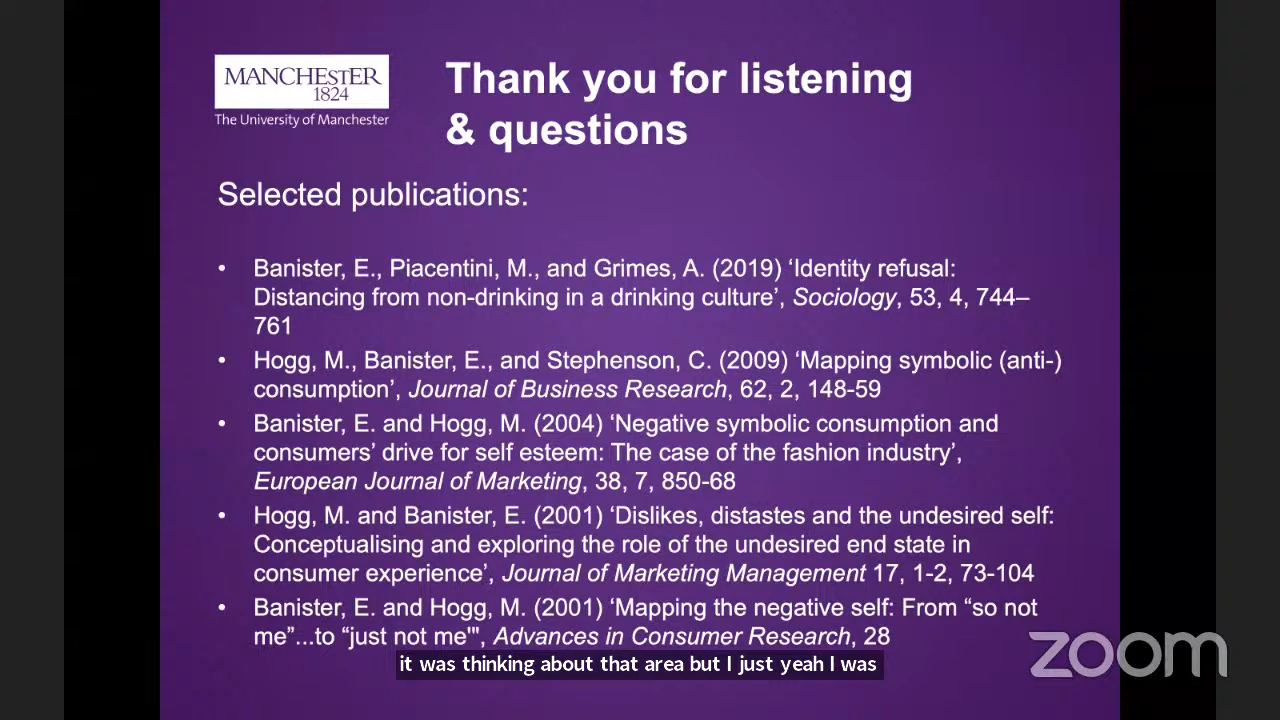 MANCHESTER
1824
The University of Manchester
Thank you for listening
& questions
Selected publications:
• Banister, E., Piacentini, M., and Grimes, A. (2019) ‘Identity refusal:
Distancing from non-drinking in a drinking culture’, Sociology, 53, 4, 744–
761
• Hogg, M., Banister, E., and Stephenson, C. (2009) ‘Mapping symbolic (anti-)
consumption’, Journal of Business Research, 62, 2, 148-59
• Banister, E. and Hogg, M. (2004) ‘Negative symbolic consumption and
consumers’ drive for self esteem: The case of the fashion industry’,
European Journal of Marketing, 38, 7, 850-68
• Hogg, M. and Banister, E. (2001) ‘Dislikes, distastes and the undesired self:
Conceptualising and exploring the role of the undesired end state in
consumer experience’, Journal of Marketing Management 17, 1-2, 73-104
• Banister, E. and Hogg, M. (2001) ‘Mapping the negative self: From “so not
me”...to “just not me'", Advances in Consumer Research, 28
it was thinking about that area but I just yeah I was
zoom